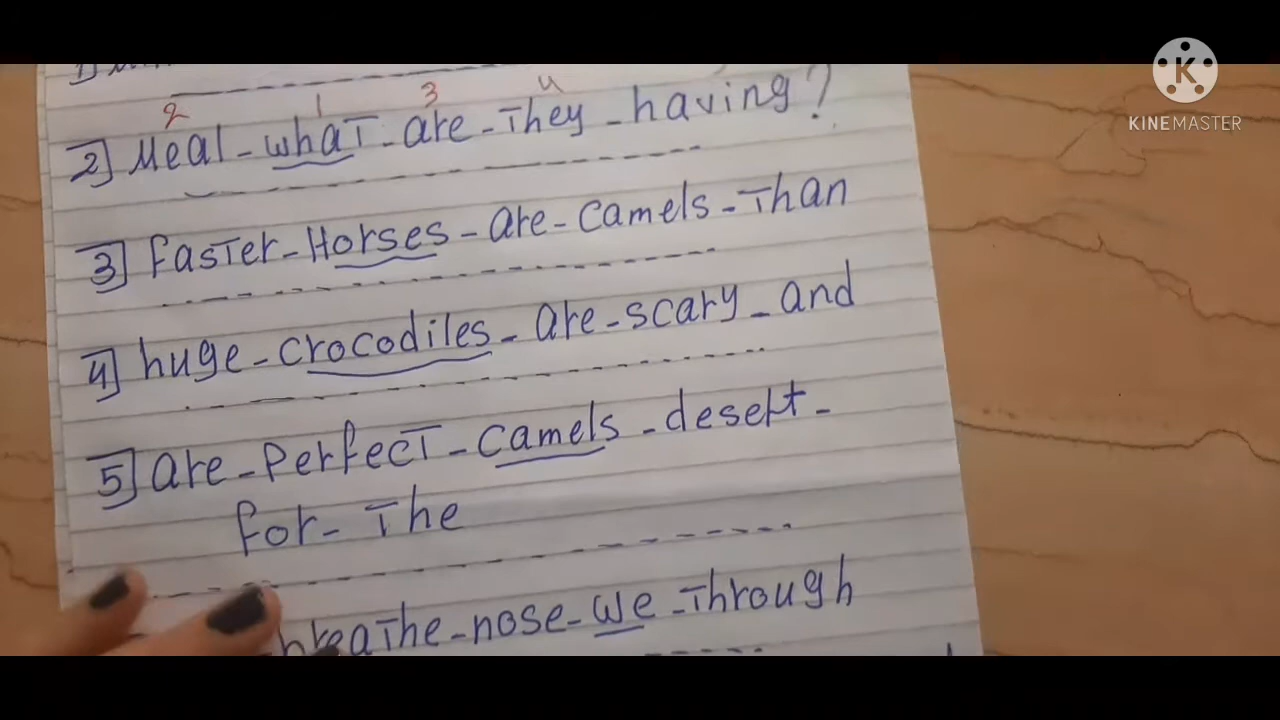 KINEMASTER
2 1 3 4
2] Meal - what - are - They - having?
3] Faster - Horses - are - camels - Than
4] huge - crocodiles - are - scary - and
5] are - Perfect - camels - desert -
for - The
breathe - nose - we - Through